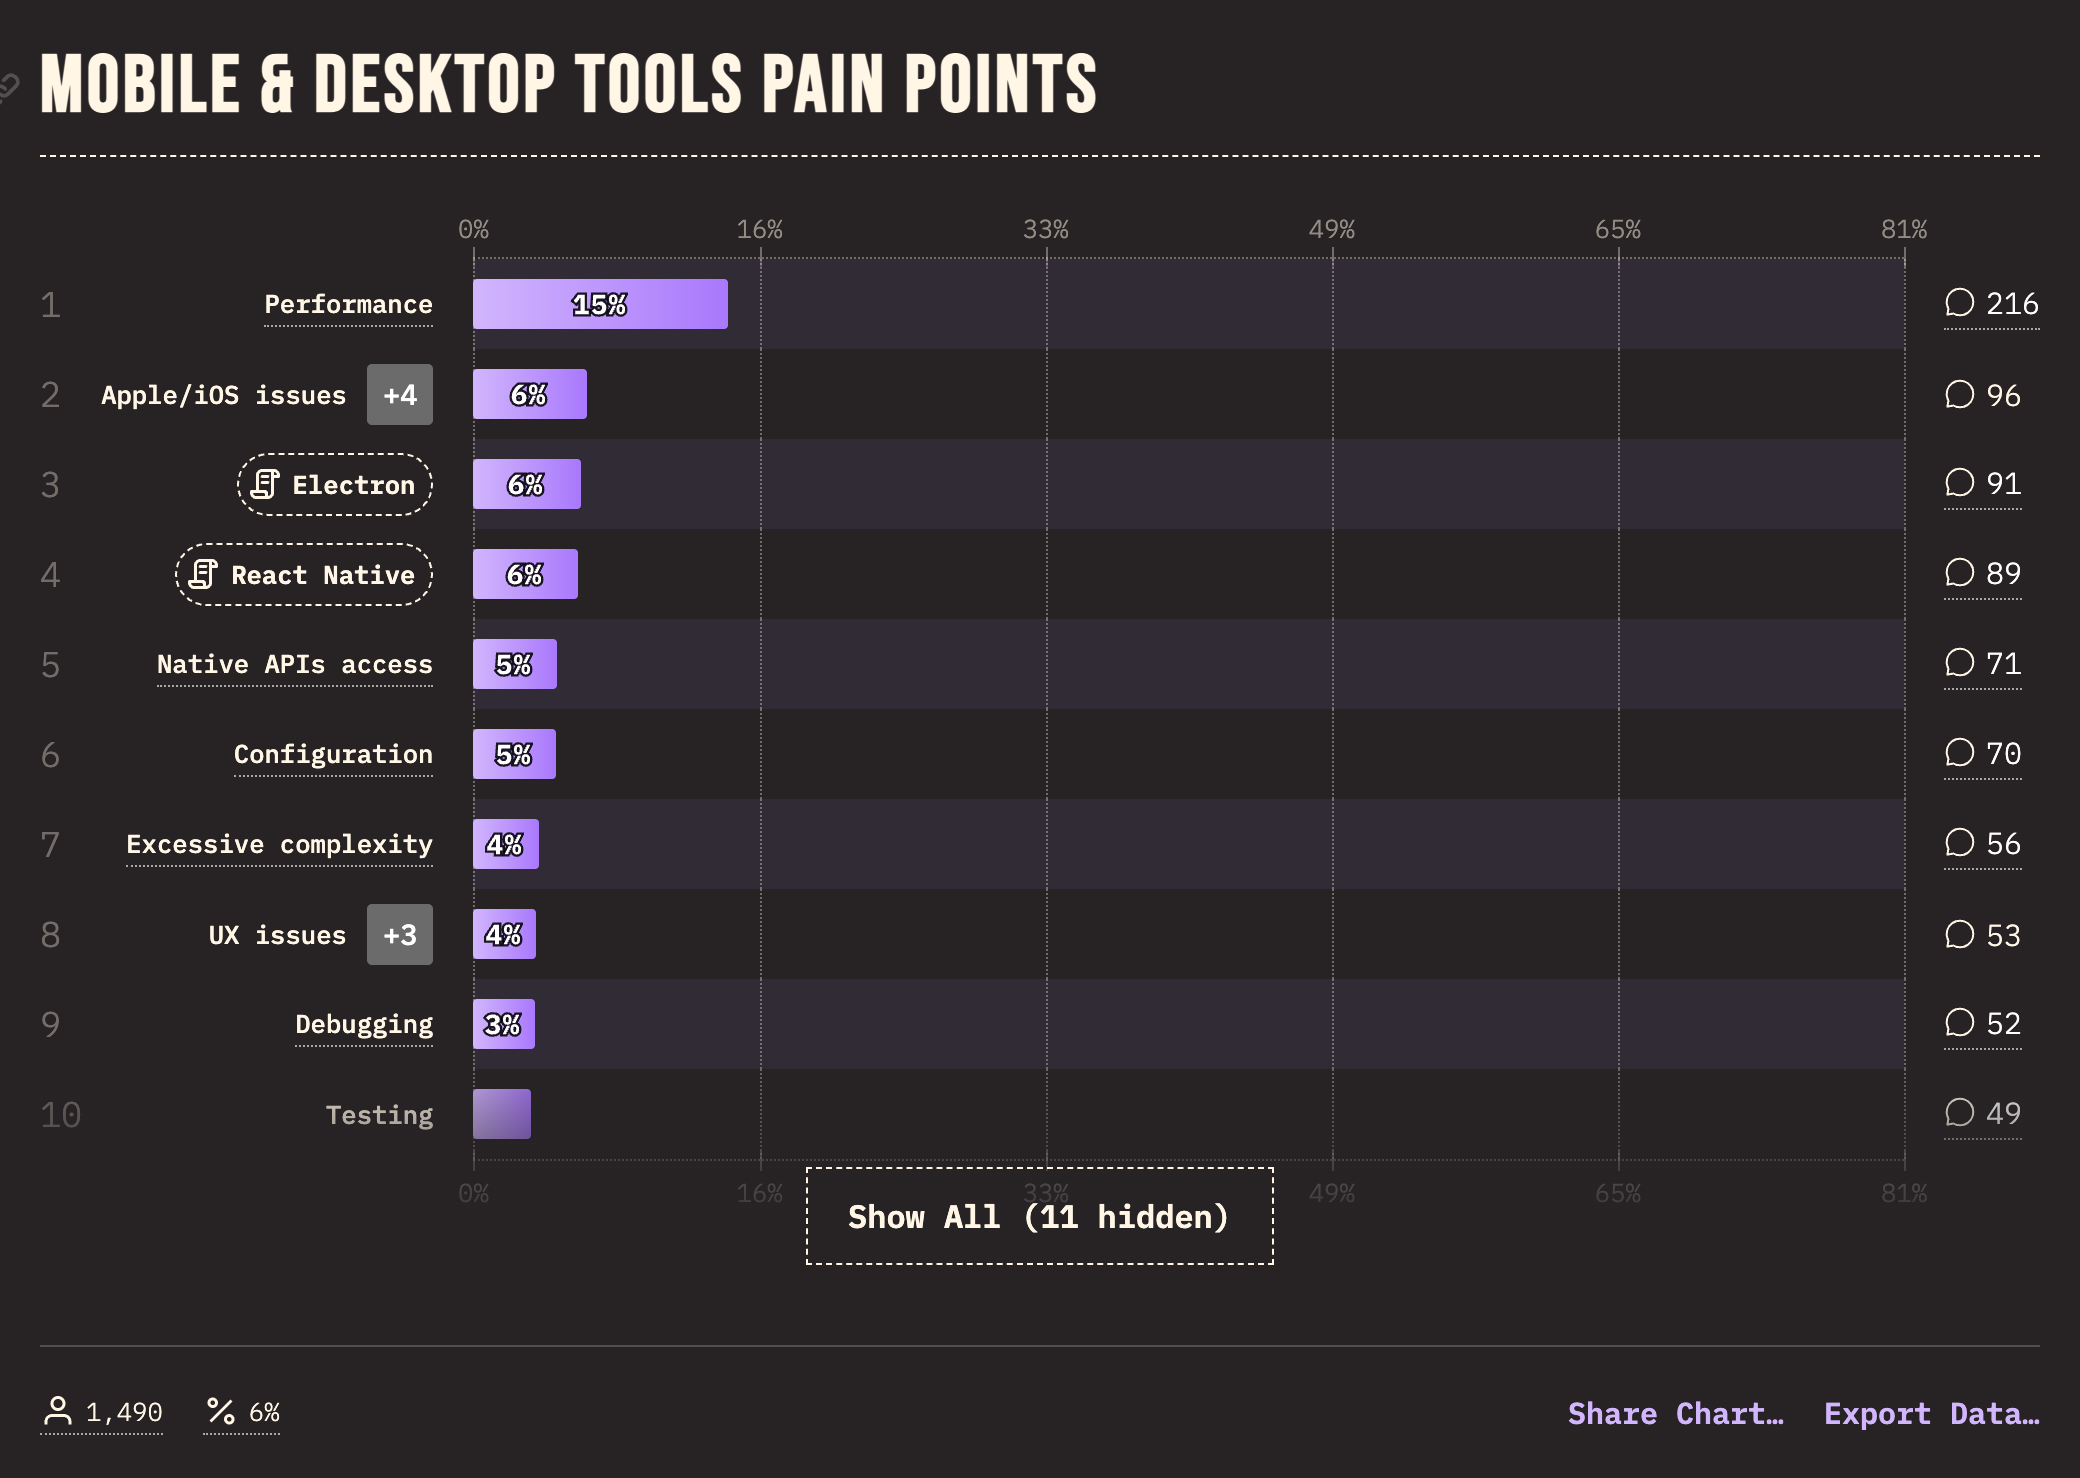 MOBILE & DESKTOP TOOLS PAIN POINTS
0% 16% 33% 49% 65% 81%
1 Performance 15% 216
2 Apple/iOS issues +4 6% 96
3 Electron 6% 91
4 React Native 6% 89
5 Native APIs access 5% 71
6 Configuration 5% 70
7 Excessive complexity 4% 56
8 UX issues +3 4% 53
9 Debugging 3% 52
10 Testing 49
0% 16% 33% 49% 65% 81%
Show All (11 hidden)
1,490 % 6% Share Chart… Export Data…